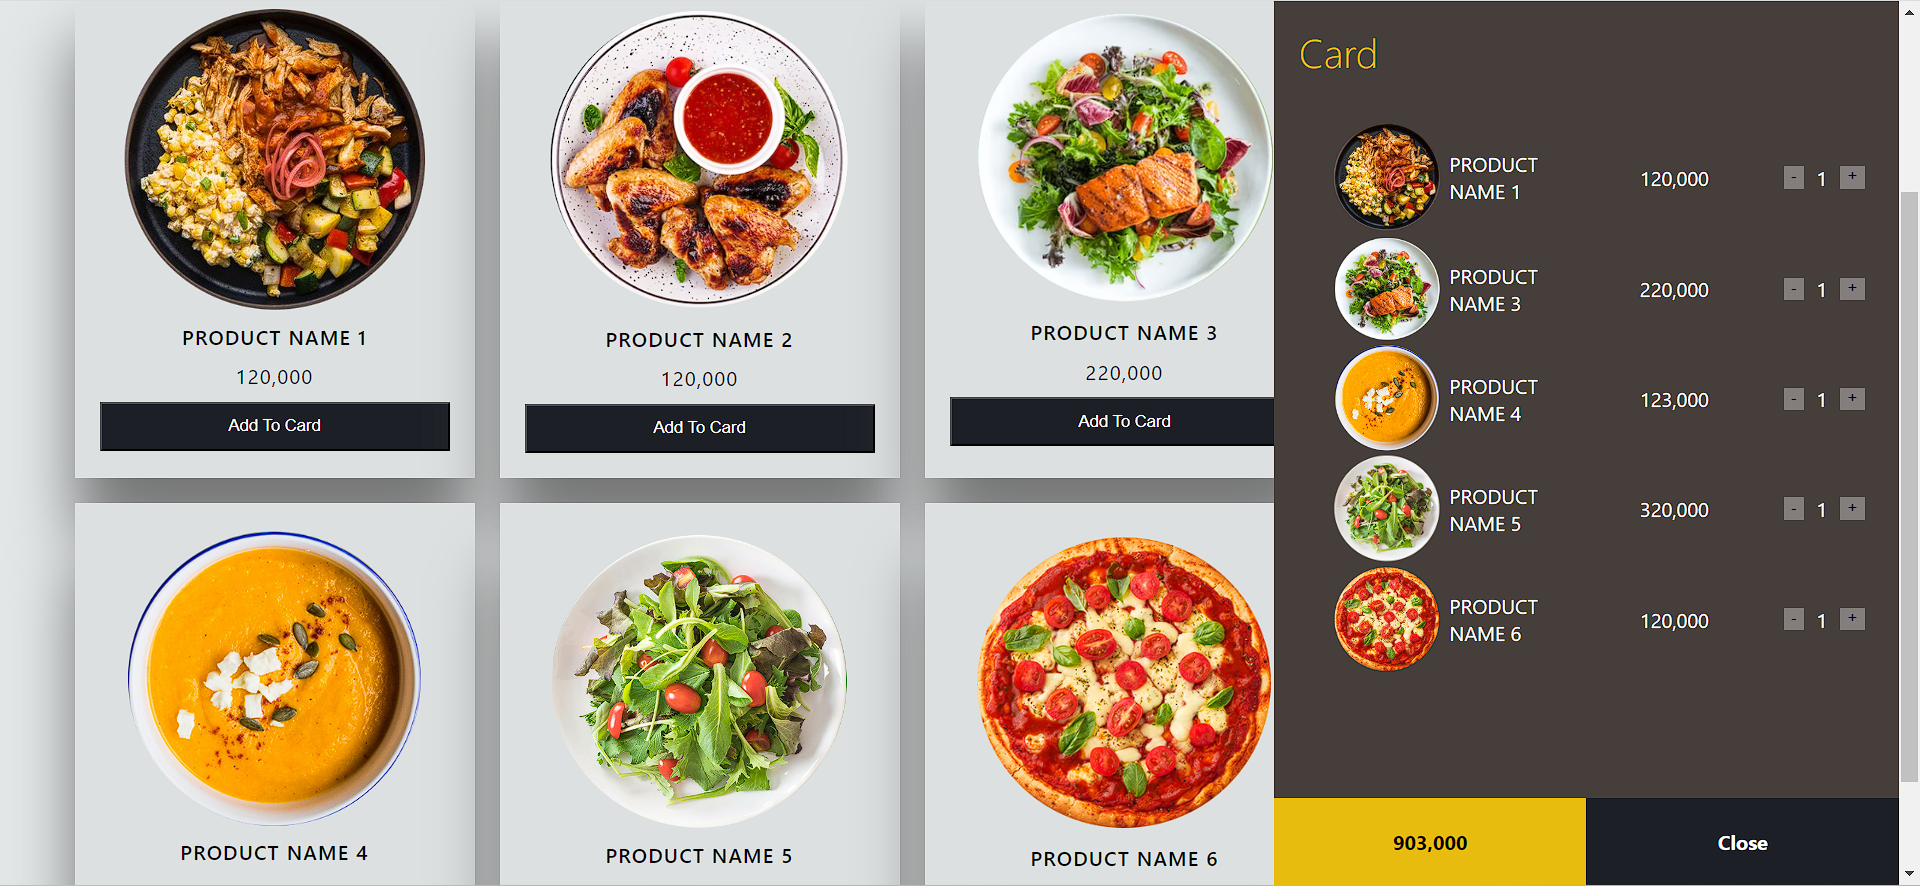 PRODUCT NAME 1
120,000
Add To Card
PRODUCT NAME 2
120,000
Add To Card
PRODUCT NAME 3
220,000
Add To Card
PRODUCT NAME 4
PRODUCT NAME 5
PRODUCT NAME 6
Card
PRODUCT
NAME 1
120,000
- 1 +
PRODUCT
NAME 3
220,000
- 1 +
PRODUCT
NAME 4
123,000
- 1 +
PRODUCT
NAME 5
320,000
- 1 +
PRODUCT
NAME 6
120,000
- 1 +
903,000
Close